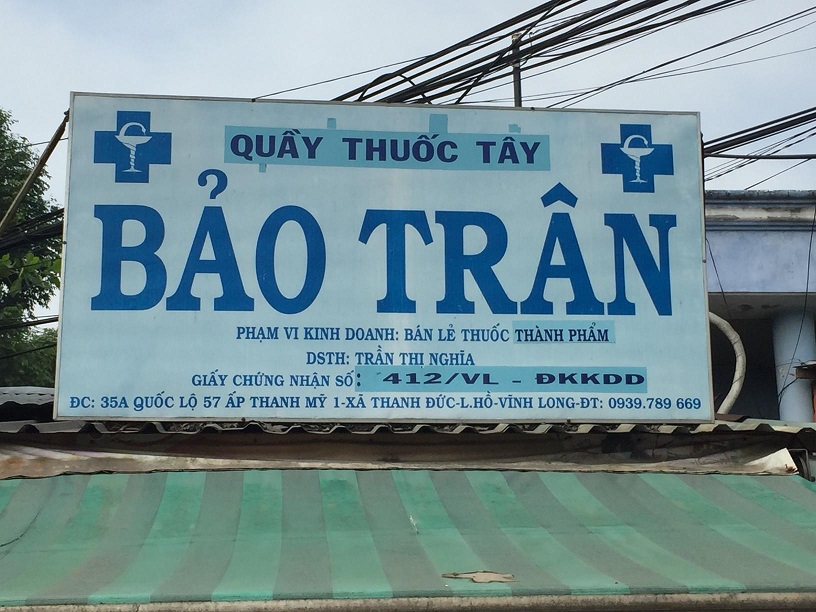 QUẦY THUỐC TÂY
BẢO TRÂN
PHẠM VI KINH DOANH: BÁN LẺ THUỐC THÀNH PHẨM
DSTH: TRẦN THI NGHĨA
GIẤY CHỨNG NHẬN SỐ: 412/VL - ĐKKDD
ĐC: 35A QUỐC LỘ 57 ẤP THANH MỸ 1-XÃ THANH ĐỨC-L.HỒ-VĨNH LONG-ĐT: 0939.789 669